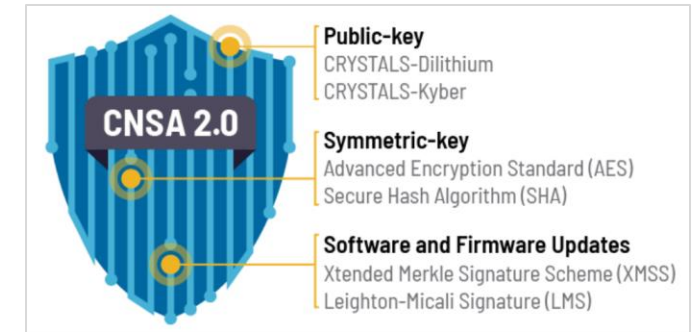 CNSA 2.0
Public-key
CRYSTALS-Dilithium
CRYSTALS-Kyber
Symmetric-key
Advanced Encryption Standard (AES)
Secure Hash Algorithm (SHA)
Software and Firmware Updates
Xtended Merkle Signature Scheme (XMSS)
Leighton-Micali Signature (LMS)